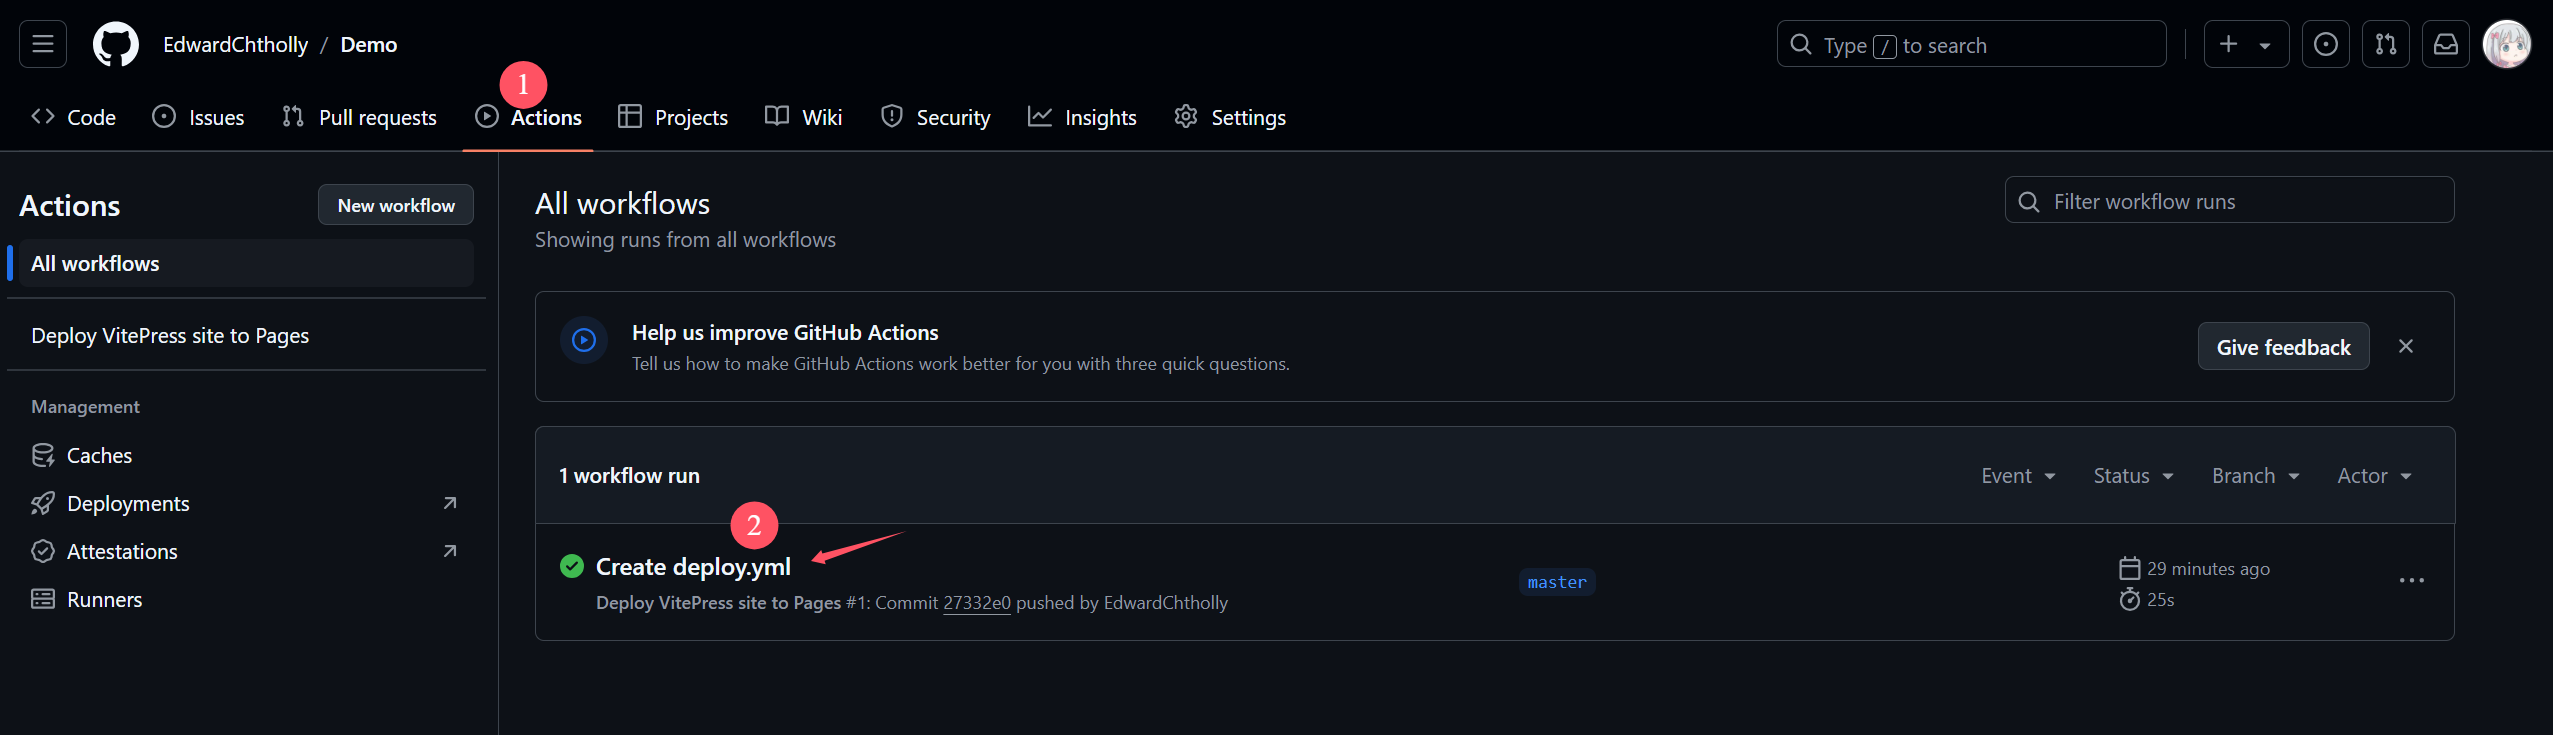 EdwardChtholly / Demo
Type / to search
1
Code Issues Pull requests Actions Projects Wiki Security Insights Settings
Actions
New workflow
All workflows
Deploy VitePress site to Pages
Management
Caches
Deployments
Attestations
Runners
All workflows
Showing runs from all workflows
Filter workflow runs
Help us improve GitHub Actions
Tell us how to make GitHub Actions work better for you with three quick questions.
Give feedback
1 workflow run
Event Status Branch Actor
2
Create deploy.yml
Deploy VitePress site to Pages #1: Commit 27332e0 pushed by EdwardChtholly
master
29 minutes ago
25s